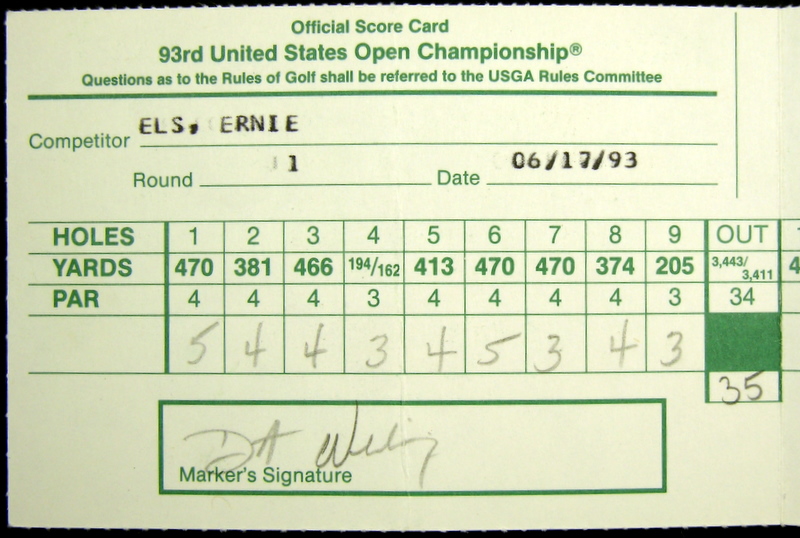 Official Score Card
93rd United States Open Championship®
Questions as to the Rules of Golf shall be referred to the USGA Rules Committee
Competitor ELS, ERNIE
Round 1 Date 06/17/93
HOLES 1 2 3 4 5 6 7 8 9 OUT
YARDS 470 381 466 194/162 413 470 470 374 205 3,443/3,411 4
PAR 4 4 4 3 4 4 4 4 3 34
5 4 4 3 4 5 3 4 3
35
Marker's Signature